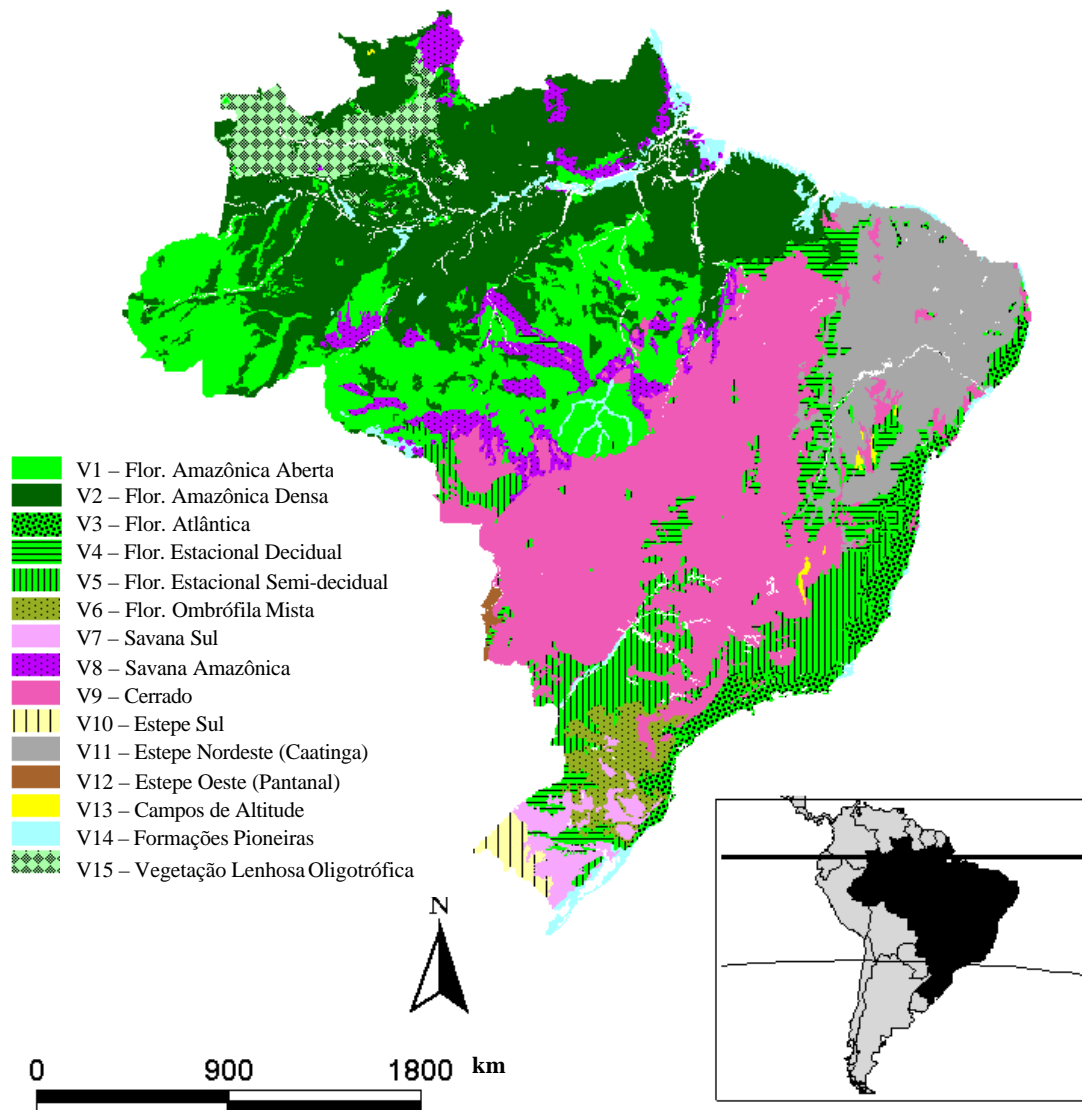 V1 – Flor. Amazônica Aberta
V2 – Flor. Amazônica Densa
V3 – Flor. Atlântica
V4 – Flor. Estacional Decidual
V5 – Flor. Estacional Semi-decidual
V6 – Flor. Ombrófila Mista
V7 – Savana Sul
V8 – Savana Amazônica
V9 – Cerrado
V10 – Estepe Sul
V11 – Estepe Nordeste (Caatinga)
V12 – Estepe Oeste (Pantanal)
V13 – Campos de Altitude
V14 – Formações Pioneiras
V15 – Vegetação Lenhosa Oligotrófica
N
0 900 1800 km